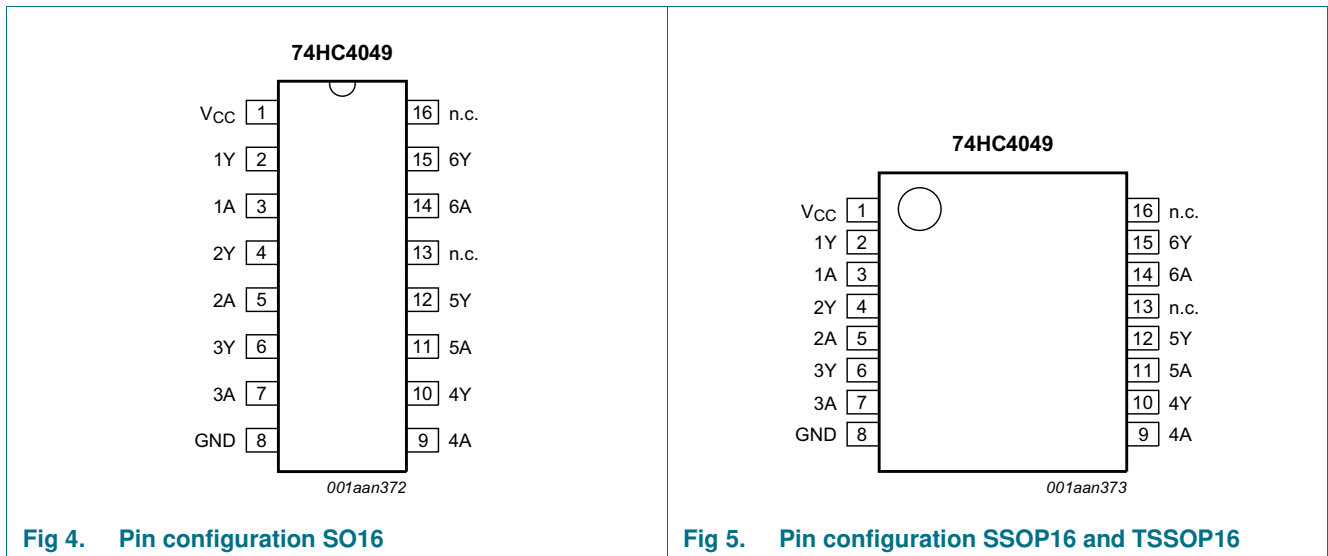 74HC4049
VCC 1
1Y 2
1A 3
2Y 4
2A 5
3Y 6
3A 7
GND 8
16 n.c.
15 6Y
14 6A
13 n.c.
12 5Y
11 5A
10 4Y
9 4A
001aan372
Fig 4. Pin configuration SO16
74HC4049
VCC 1
1Y 2
1A 3
2Y 4
2A 5
3Y 6
3A 7
GND 8
16 n.c.
15 6Y
14 6A
13 n.c.
12 5Y
11 5A
10 4Y
9 4A
001aan373
Fig 5. Pin configuration SSOP16 and TSSOP16